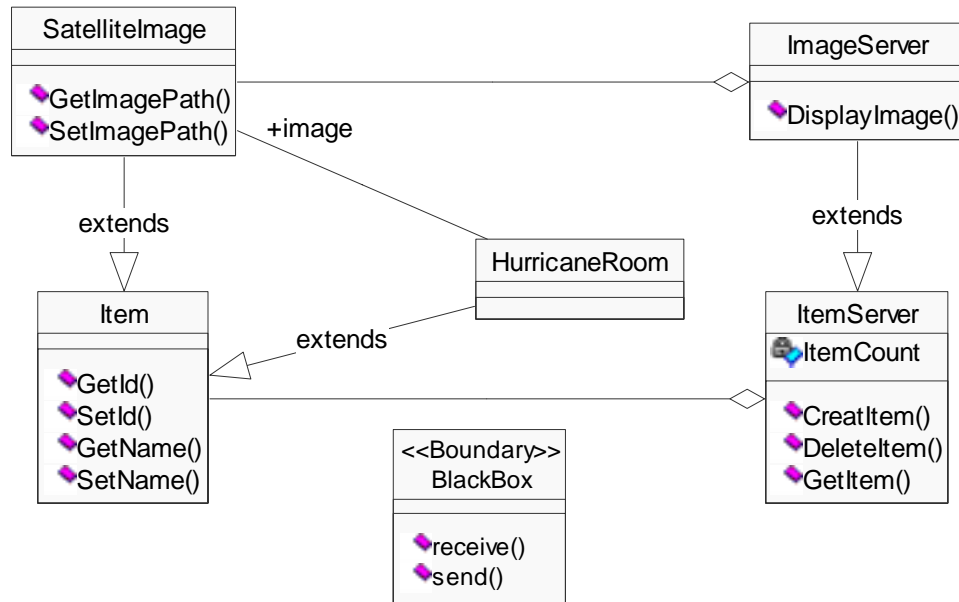 SatelliteImage
GetImagePath()
SetImagePath()
ImageServer
DisplayImage()
+image
extends
extends
HurricaneRoom
Item
GetId()
SetId()
GetName()
SetName()
extends
ItemServer
ItemCount
CreatItem()
DeleteItem()
GetItem()
<<Boundary>>
BlackBox
receive()
send()